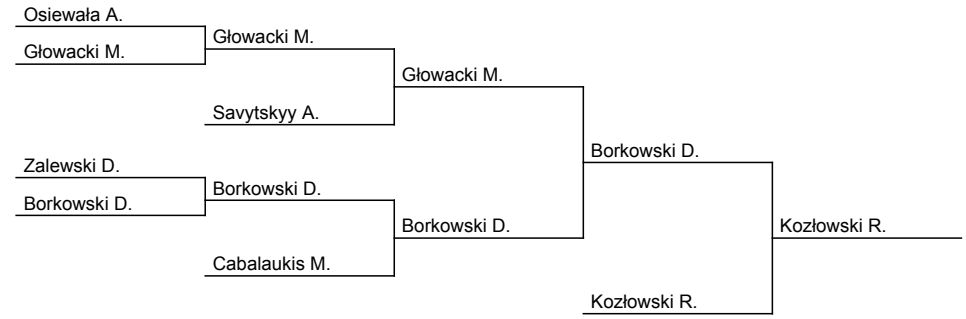 Osiewała A.
Głowacki M.
Głowacki M.
Głowacki M.
Savytskyy A.
Borkowski D.
Zalewski D.
Borkowski D.
Borkowski D.
Borkowski D.
Kozłowski R.
Cabalaukis M.
Kozłowski R.